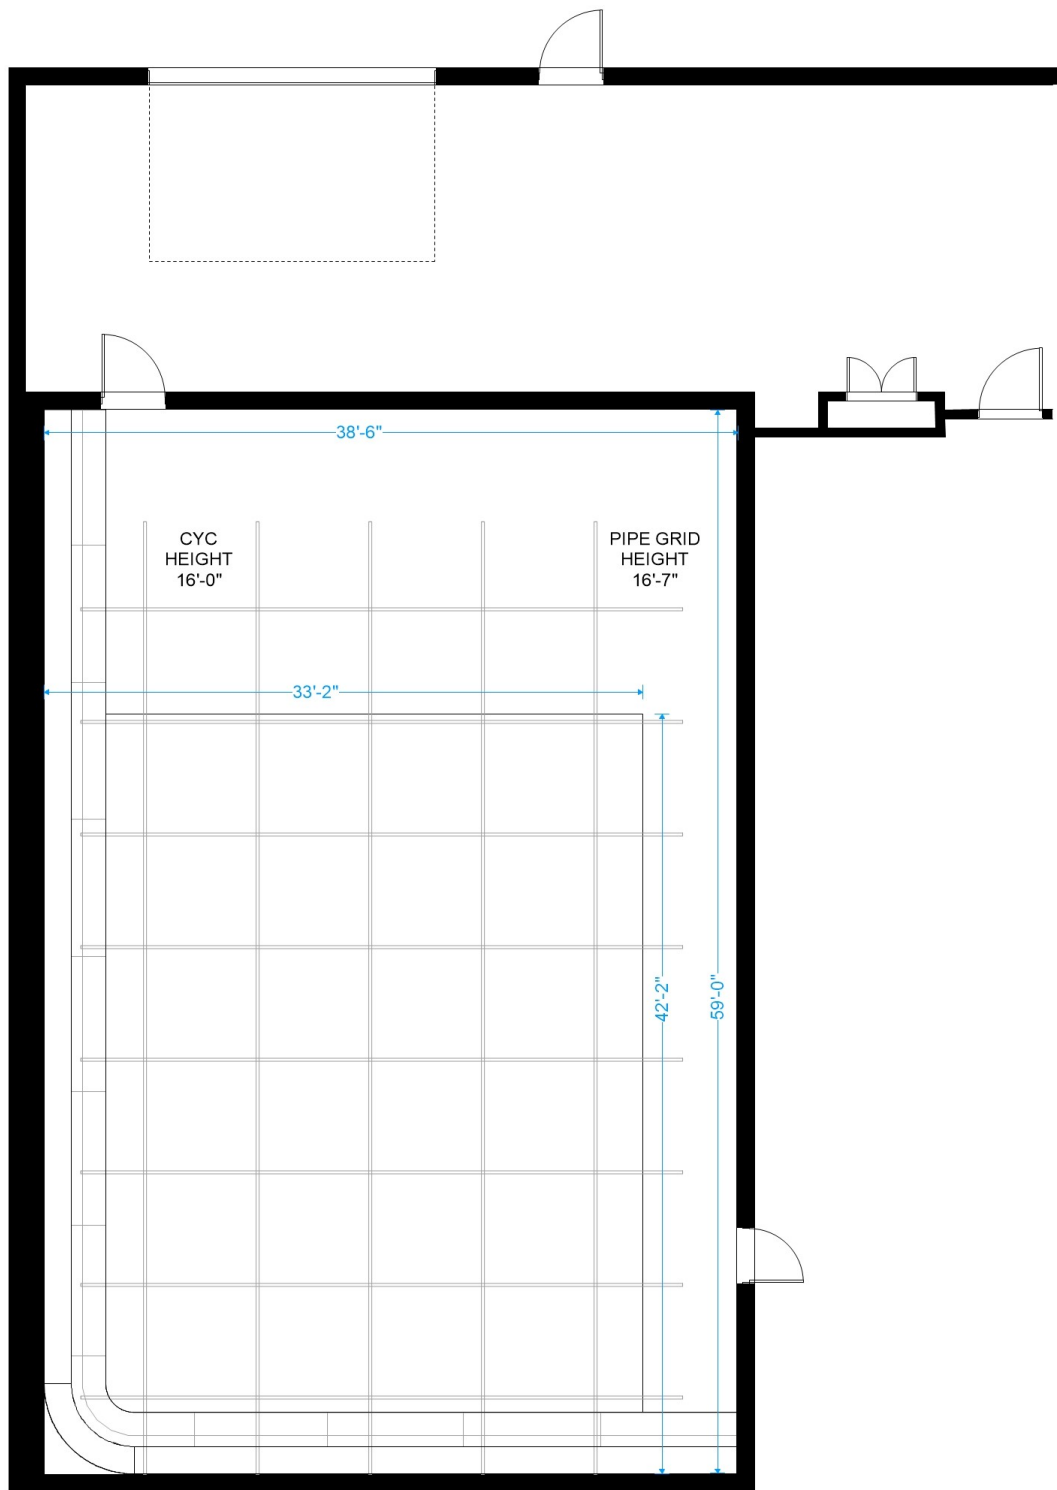 38'-6"
CYC
HEIGHT
16'-0"
PIPE GRID
HEIGHT
16'-7"
33'-2"
42'-2"
59'-0"